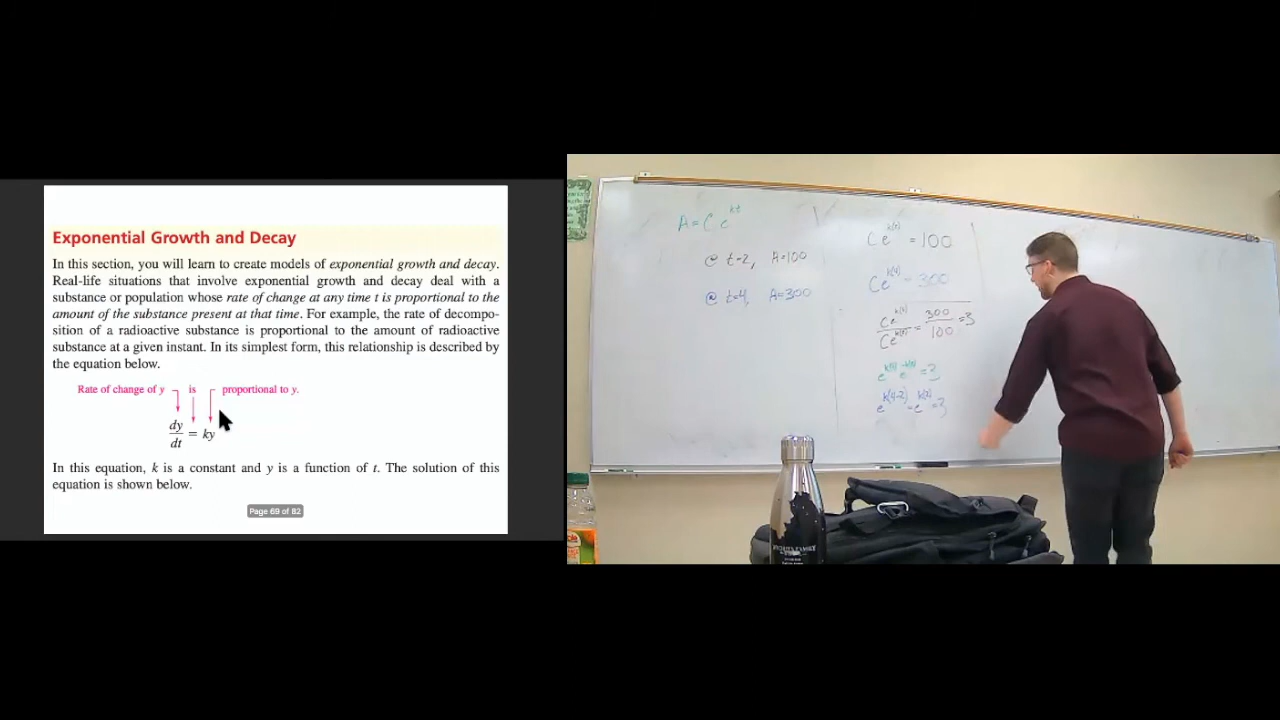 Exponential Growth and Decay
In this section, you will learn to create models of exponential growth and decay.
Real-life situations that involve exponential growth and decay deal with a
substance or population whose rate of change at any time t is proportional to the
amount of the substance present at that time. For example, the rate of decompo-
sition of a radioactive substance is proportional to the amount of radioactive
substance at a given instant. In its simplest form, this relationship is described by
the equation below.
Rate of change of y is proportional to y.
dy/dt = ky
In this equation, k is a constant and y is a function of t. The solution of this
equation is shown below.
Page 69 of 82
A = C e^kt
@ t=2, A=100
@ t=4, A=300
Ce^k(2) = 100
Ce^k(4) = 300
Ce^k(4)/Ce^k(2) = 300/100 = 3
e^k(4) e^-k(2) = 3
e^k(4-2) = e^k(2) = 3